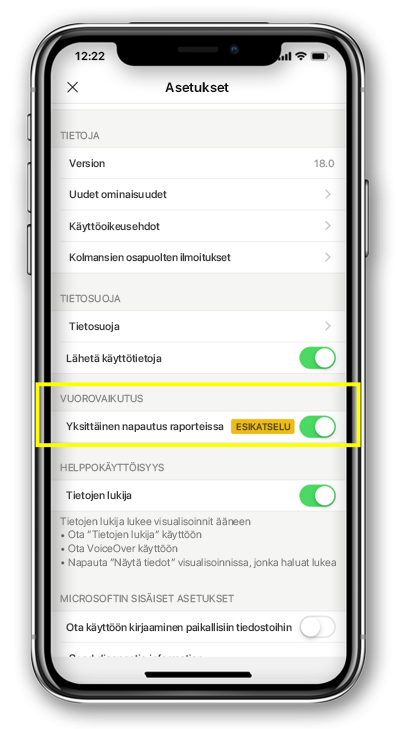 12:22
Asetukset
TIETOJA
Version 18.0
Uudet ominaisuudet
Käyttöoikeusehdot
Kolmansien osapuolten ilmoitukset
TIETOSUOJA
Tietosuoja
Lähetä käyttötietoja
VUOROVAIKUTUS
Yksittäinen napautus raporteissa ESIKATSELU
HELPPOKÄYTTÖISYYS
Tietojen lukija
Tietojen lukija lukee visualisoinnit ääneen
• Ota ”Tietojen lukija” käyttöön
• Ota VoiceOver käyttöön
• Napauta ”Näytä tiedot” visualisoinnissa, jonka haluat lukea
MICROSOFTIN SISÄISET ASETUKSET
Ota käyttöön kirjaaminen paikallisiin tiedostoihin